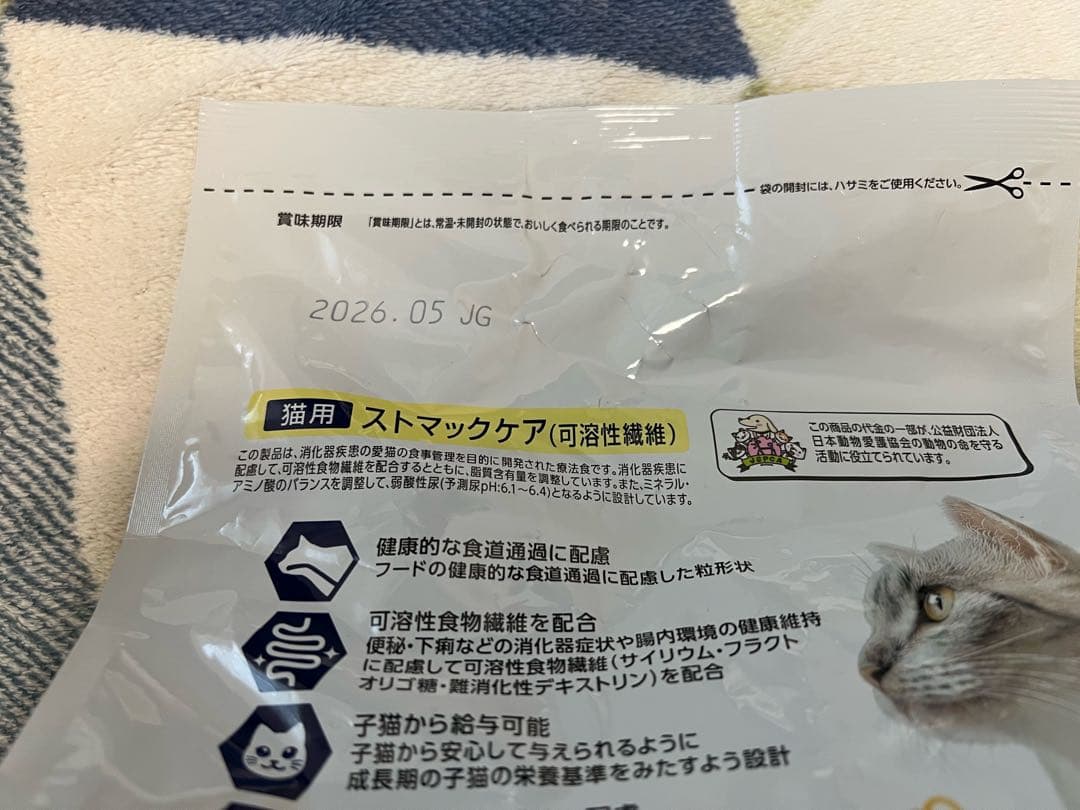 袋の開封には、ハサミをご使用ください。
賞味期限 「賞味期限」とは、常温・未開封の状態で、おいしく食べられる期限のことです。
2026.05 JG
猫用 ストマックケア(可溶性繊維)
この製品は、消化器疾患の愛猫の食事管理を目的に開発された療法食です。消化器疾患に
配慮して、可溶性食物繊維を配合するとともに、脂質含有量を調整しています。また、ミネラル・
アミノ酸のバランスを調整して、弱酸性尿(予測尿pH:6.1～6.4)となるように設計しています。
この商品の代金の一部が、公益財団法人
日本動物愛護協会の動物の命を守る
活動に役立てられています。
JSPCA
健康的な食道通過に配慮
フードの健康的な食道通過に配慮した粒形状
可溶性食物繊維を配合
便秘・下痢などの消化器症状や腸内環境の健康維持
に配慮して可溶性食物繊維(サイリウム・フラクト
オリゴ糖・難消化性デキストリン)を配合
子猫から給与可能
子猫から安心して与えられるように
成長期の子猫の栄養基準をみたすよう設計